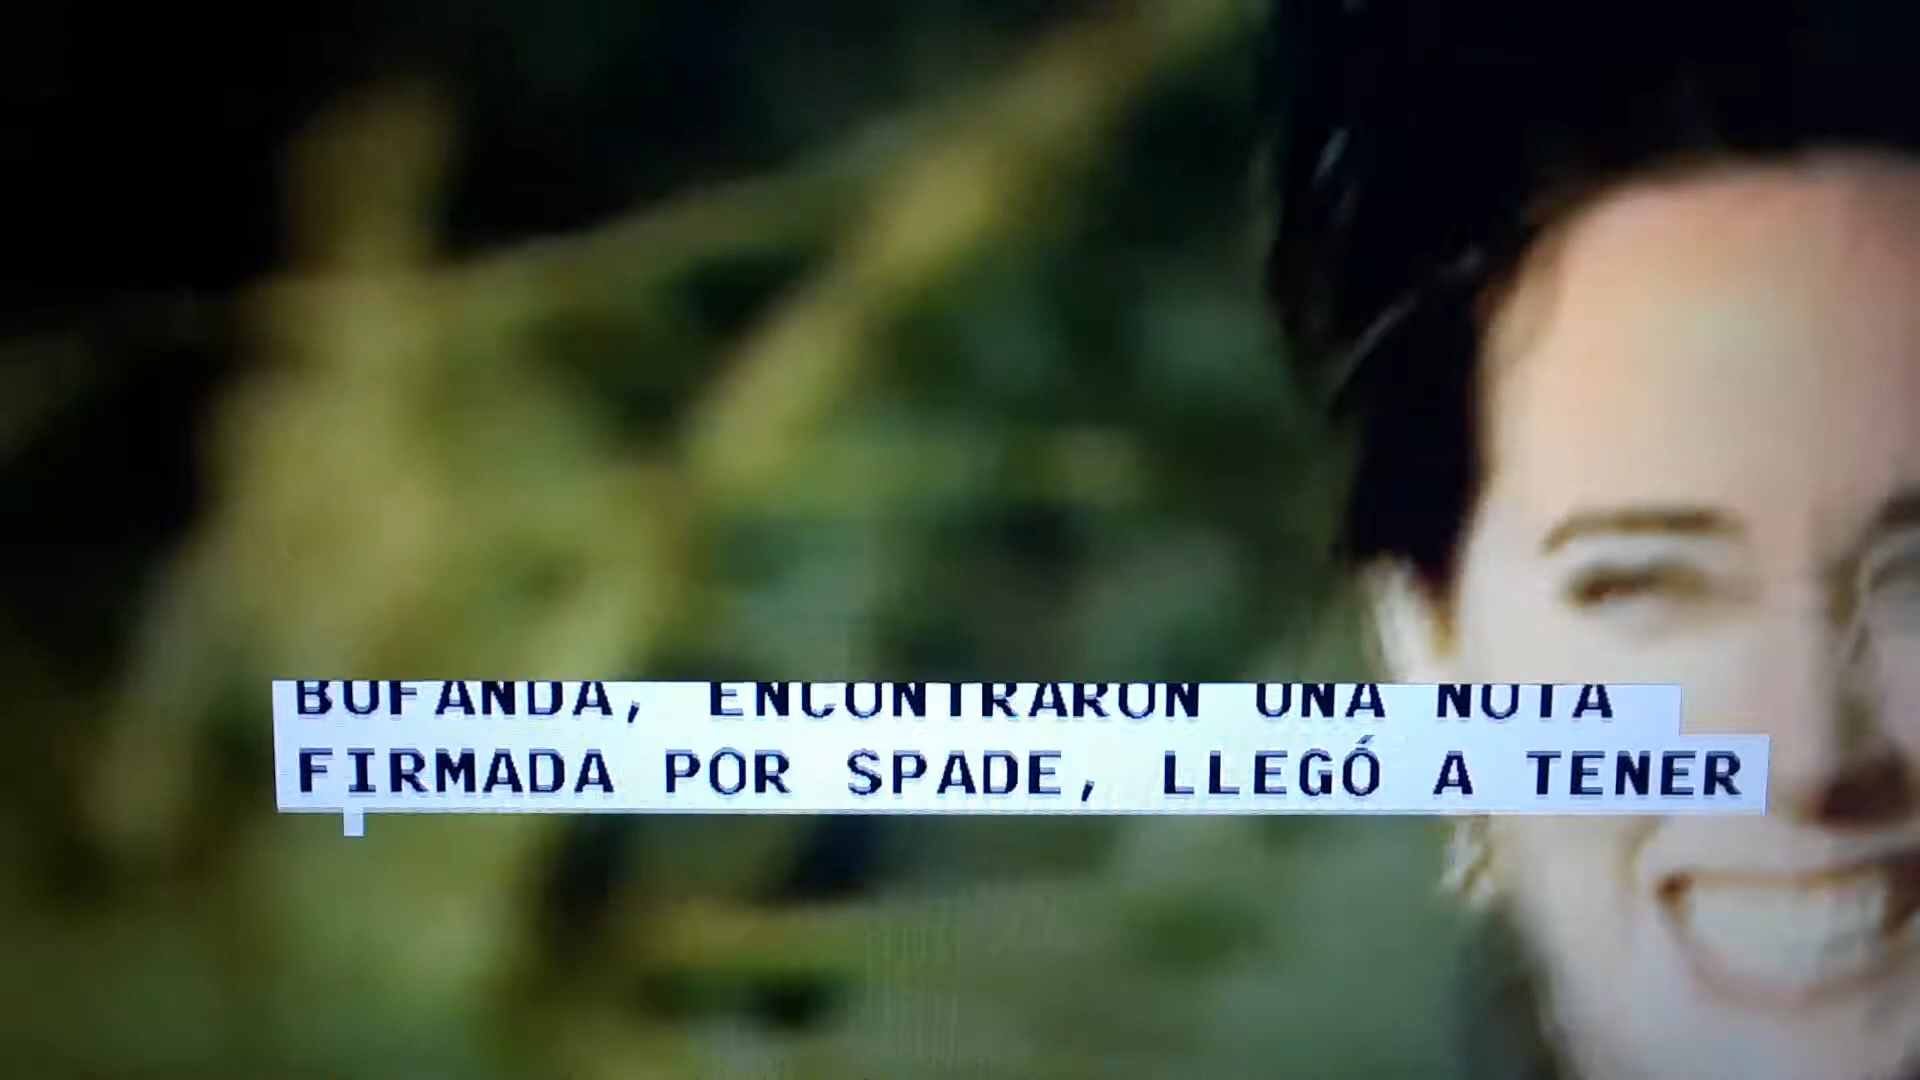 BUFANDA, ENCONTRARON UNA NOTA
FIRMADA POR SPADE, LLEGÓ A TENER